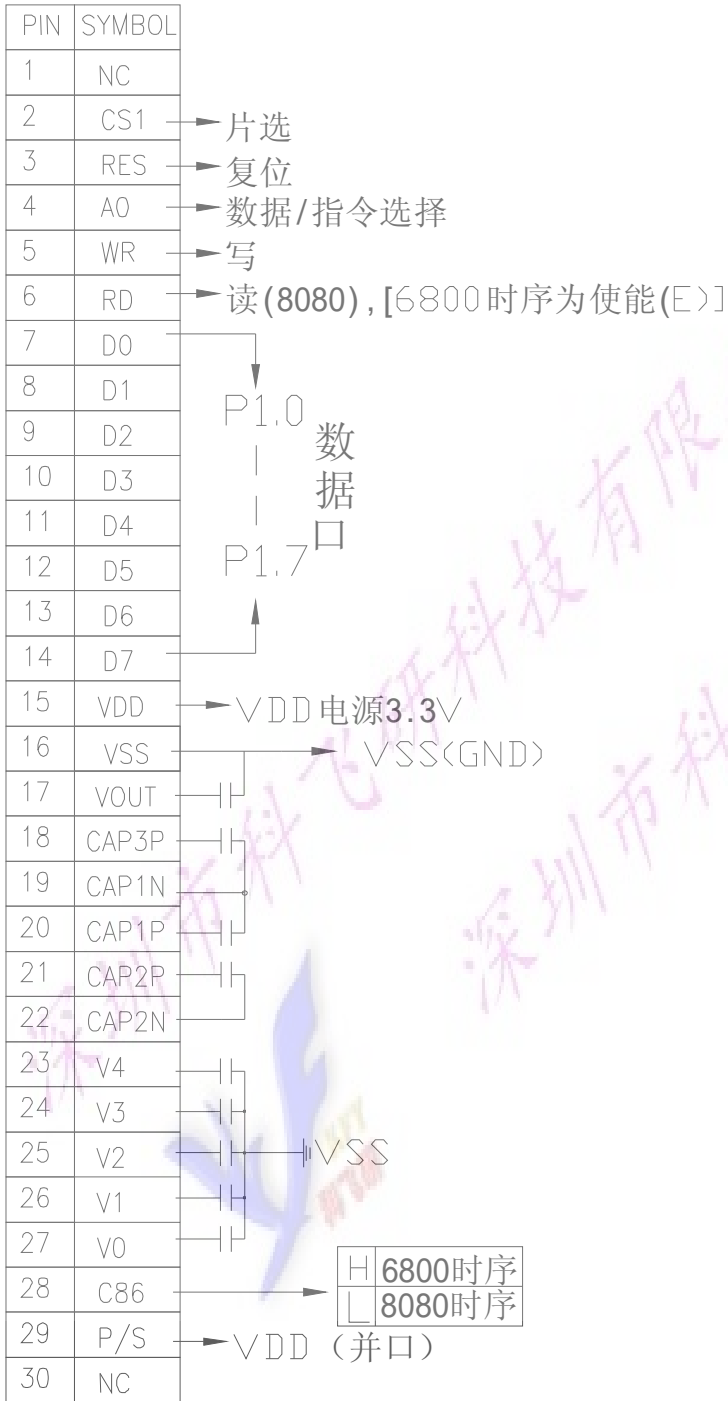 PIN SYMBOL
1 NC
2 CS1 片选
3 RES 复位
4 A0 数据/指令选择
5 WR 写
6 RD 读(8080),[6800时序为使能(E)]
7 D0
8 D1
P1.0
9 D2
数据口
10 D3
11 D4
12 D5
P1.7
13 D6
14 D7
15 VDD VDD电源3.3V
16 VSS VSS(GND)
17 VOUT
18 CAP3P
19 CAP1N
20 CAP1P
21 CAP2P
22 CAP2N
23 V4
24 V3
25 V2 VSS
26 V1
27 V0
H 6800时序
28 C86
L 8080时序
29 P/S VDD（并口）
30 NC
深圳市科飞研科技有限
深圳市科